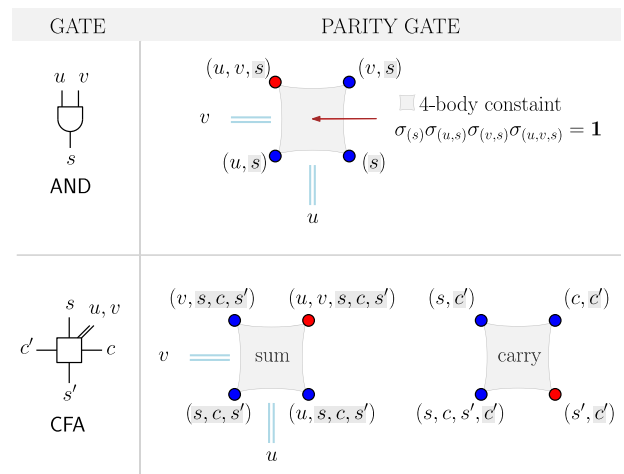 GATE PARITY GATE
u v
s
AND
(u, v, s) (v, s)
v
(u, s) (s)
u
4-body constaint
σ(s)σ(u,s)σ(v,s)σ(u,v,s) = 1
s u, v
c′ c
s′
CFA
(v, s, c, s′) (u, v, s, c, s′) (s, c′) (c, c′)
v sum carry
(s, c, s′) (u, s, c, s′) (s, c, s′, c′) (s′, c′)
u